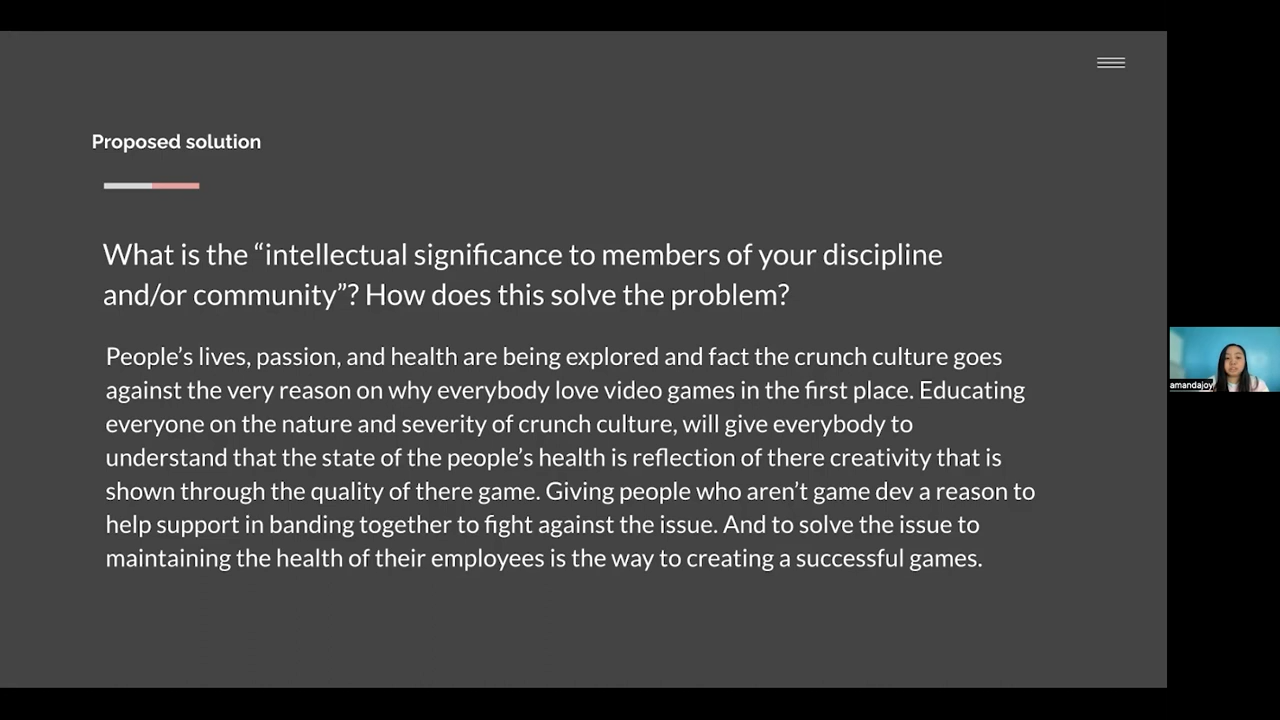 Proposed solution
What is the “intellectual significance to members of your discipline
and/or community”? How does this solve the problem?
People’s lives, passion, and health are being explored and fact the crunch culture goes
against the very reason on why everybody love video games in the first place. Educating
everyone on the nature and severity of crunch culture, will give everybody to
understand that the state of the people’s health is reflection of there creativity that is
shown through the quality of there game. Giving people who aren’t game dev a reason to
help support in banding together to fight against the issue. And to solve the issue to
maintaining the health of their employees is the way to creating a successful games.
amandajoy